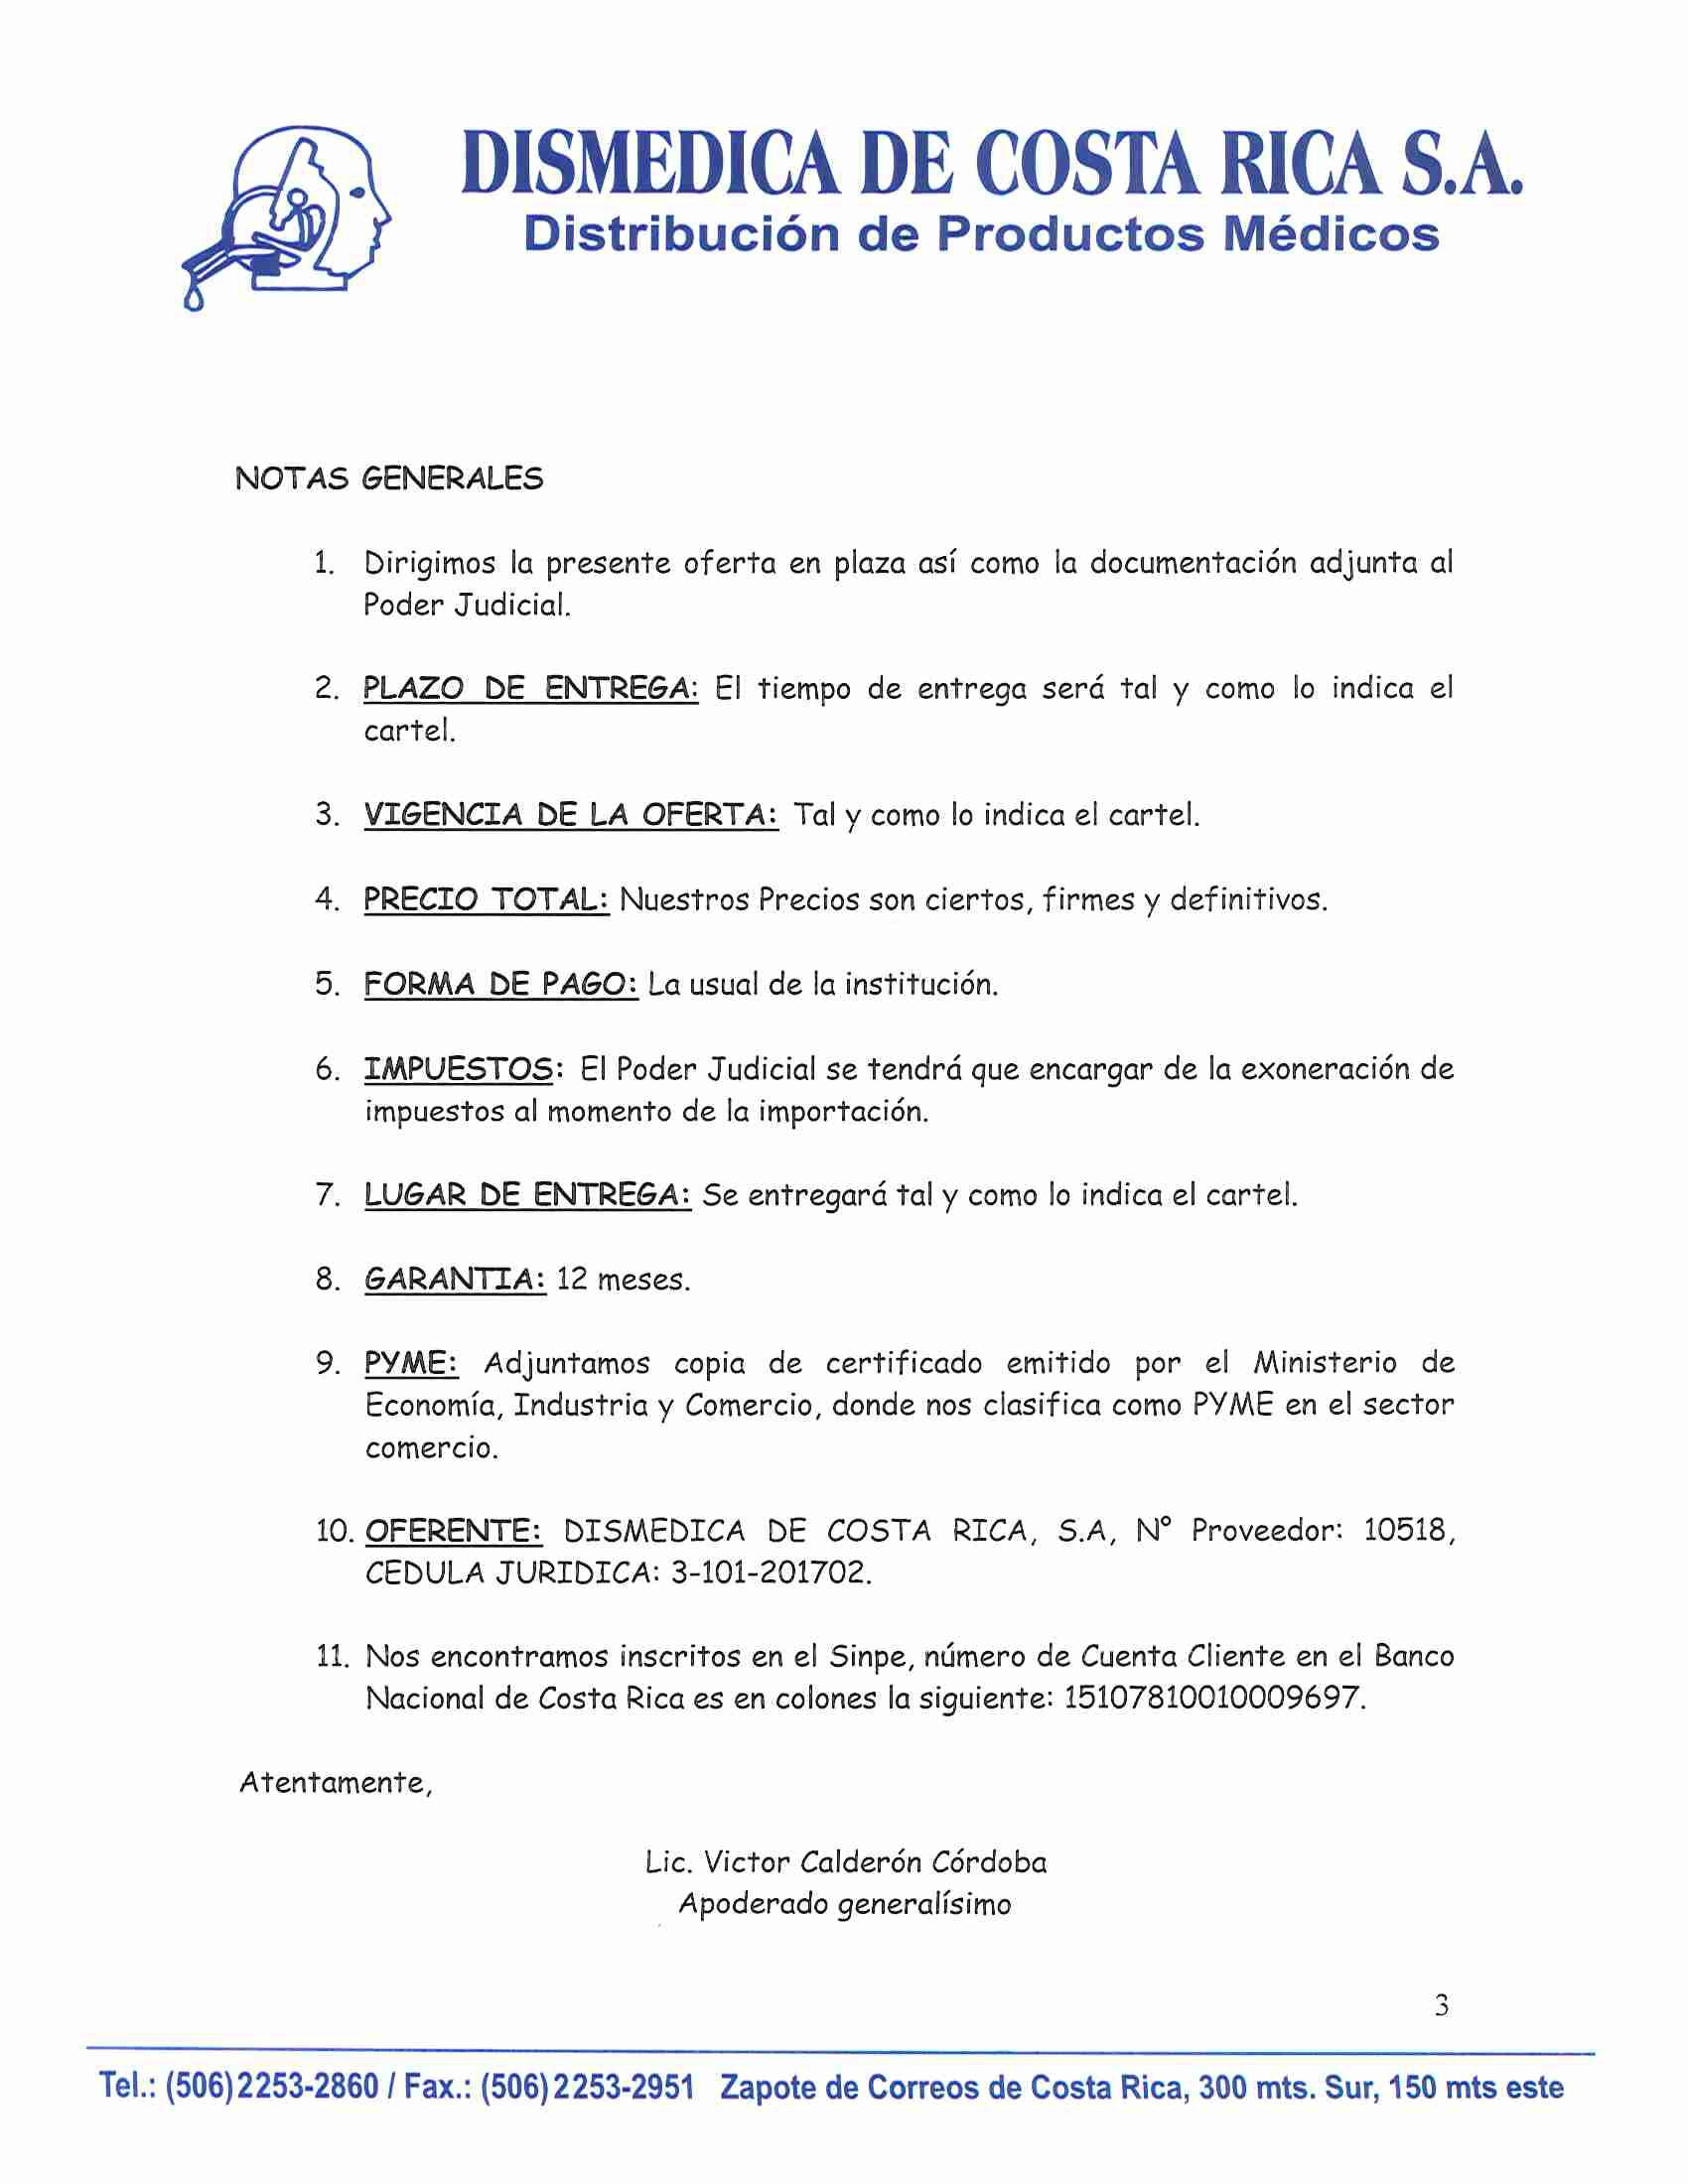 DISMEDICA DE COSTA RICA S.A.
Distribución de Productos Médicos
NOTAS GENERALES
1. Dirigimos la presente oferta en plaza así como la documentación adjunta al
Poder Judicial.
2. PLAZO DE ENTREGA: El tiempo de entrega será tal y como lo indica el
cartel.
3. VIGENCIA DE LA OFERTA: Tal y como lo indica el cartel.
4. PRECIO TOTAL: Nuestros Precios son ciertos, firmes y definitivos.
5. FORMA DE PAGO: La usual de la institución.
6. IMPUESTOS: El Poder Judicial se tendrá que encargar de la exoneración de
impuestos al momento de la importación.
7. LUGAR DE ENTREGA: Se entregará tal y como lo indica el cartel.
8. GARANTIA: 12 meses.
9. PYME: Adjuntamos copia de certificado emitido por el Ministerio de
Economía, Industria y Comercio, donde nos clasifica como PYME en el sector
comercio.
10. OFERENTE: DISMEDICA DE COSTA RICA, S.A, Nº Proveedor: 10518,
CEDULA JURIDICA: 3-101-201702.
11. Nos encontramos inscritos en el Sinpe, número de Cuenta Cliente en el Banco
Nacional de Costa Rica es en colones la siguiente: 15107810010009697.
Atentamente,
Lic. Victor Calderón Córdoba
Apoderado generalísimo
3
Tel.: (506)2253-2860 / Fax.: (506)2253-2951 Zapote de Correos de Costa Rica, 300 mts. Sur, 150 mts este